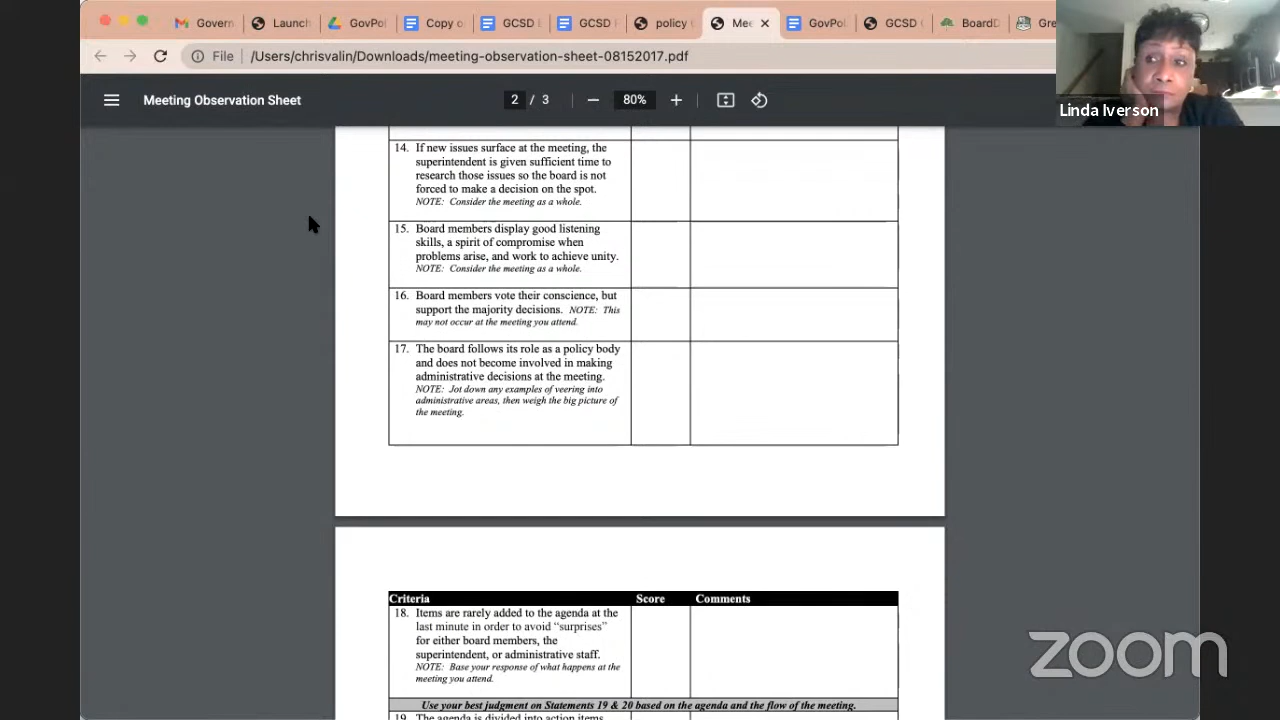 Govern
Launch
GovPol
Copy o
GCSD
GCSD
policy
Mee
GovPol
GCSD
BoardD
Gre
File
/Users/chrisvalin/Downloads/meeting-observation-sheet-08152017.pdf
Meeting Observation Sheet
2 / 3
80%
Linda Iverson
14. If new issues surface at the meeting, the
superintendent is given sufficient time to
research those issues so the board is not
forced to make a decision on the spot.
NOTE: Consider the meeting as a whole.
15. Board members display good listening
skills, a spirit of compromise when
problems arise, and work to achieve unity.
NOTE: Consider the meeting as a whole.
16. Board members vote their conscience, but
support the majority decisions. NOTE: This
may not occur at the meeting you attend.
17. The board follows its role as a policy body
and does not become involved in making
administrative decisions at the meeting.
NOTE: Jot down any examples of veering into
administrative areas, then weigh the big picture of
the meeting.
Criteria Score Comments
18. Items are rarely added to the agenda at the
last minute in order to avoid “surprises”
for either board members, the
superintendent, or administrative staff.
NOTE: Base your response of what happens at the
meeting you attend.
Use your best judgment on Statements 19 & 20 based on the agenda and the flow of the meeting.
19. The agenda is divided into action items
zoom